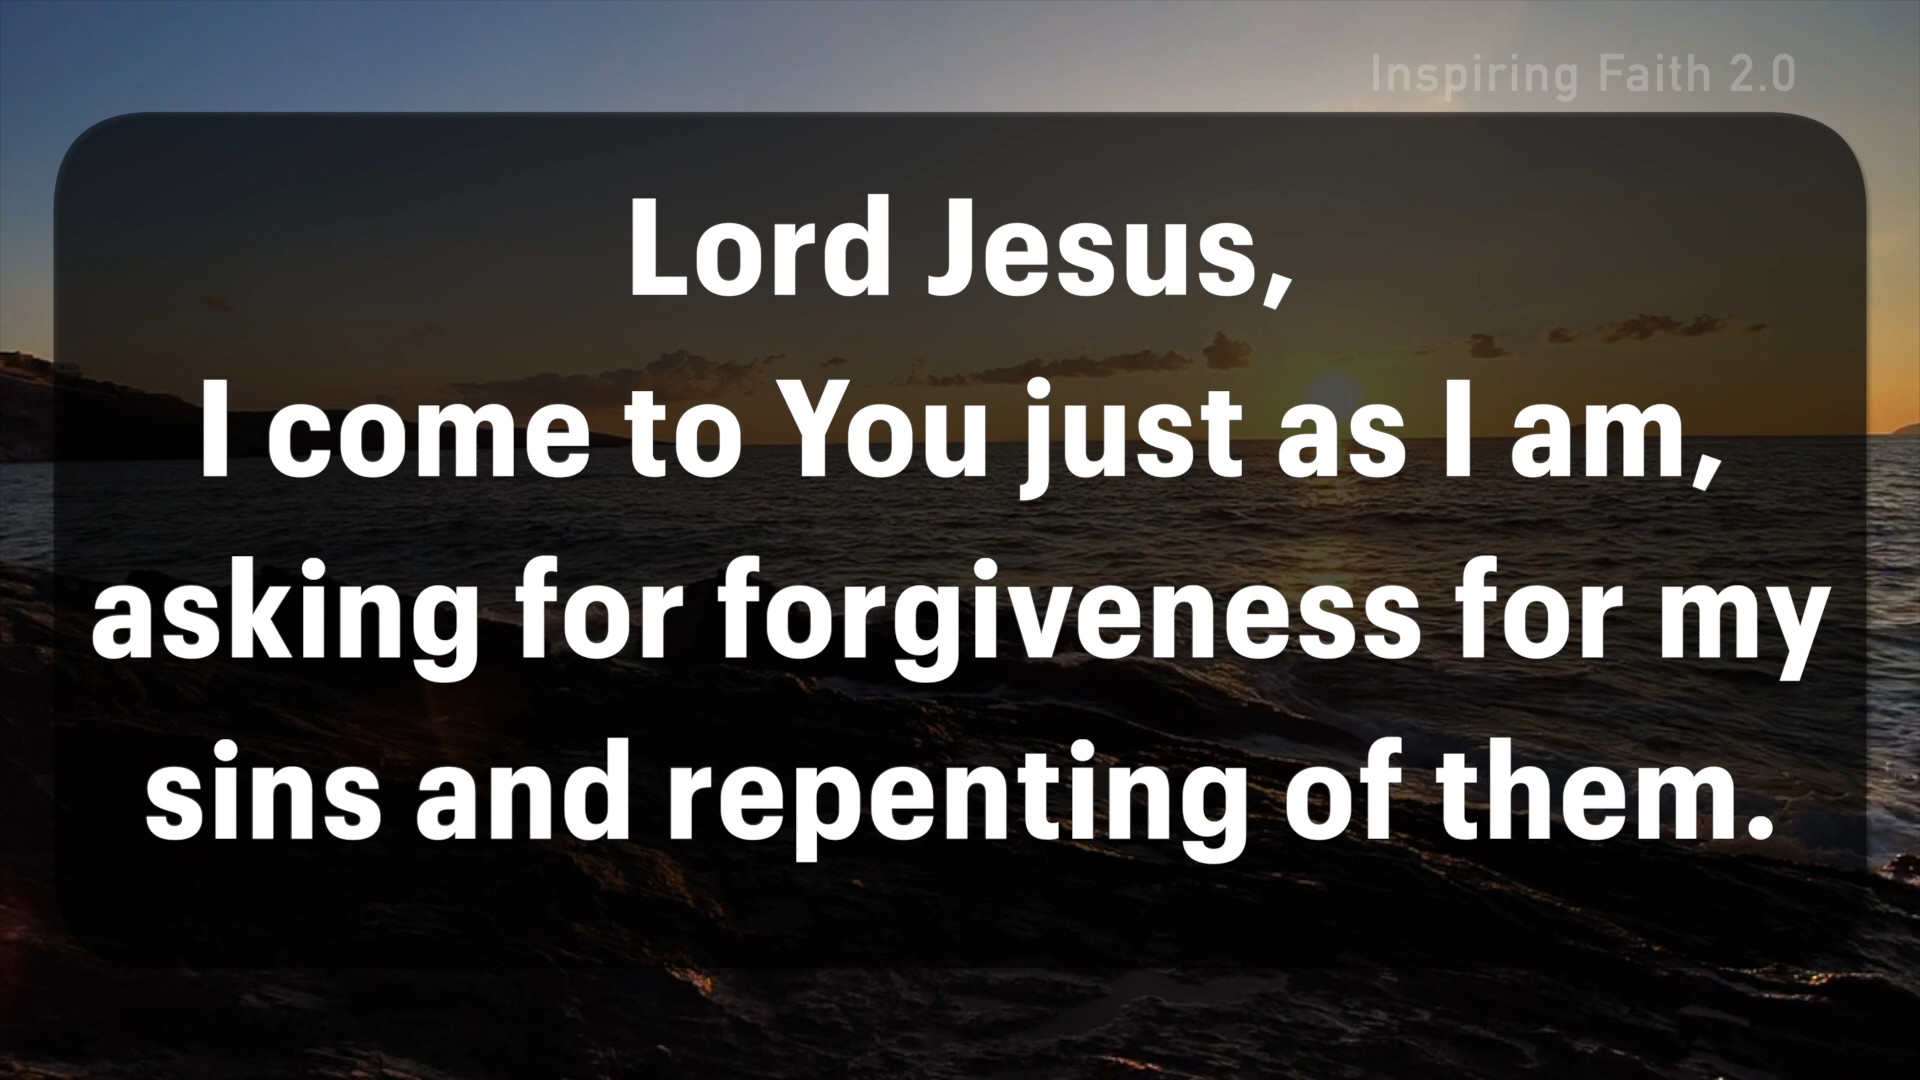 Inspiring Faith 2.0
Lord Jesus,
I come to You just as I am,
asking for forgiveness for my
sins and repenting of them.